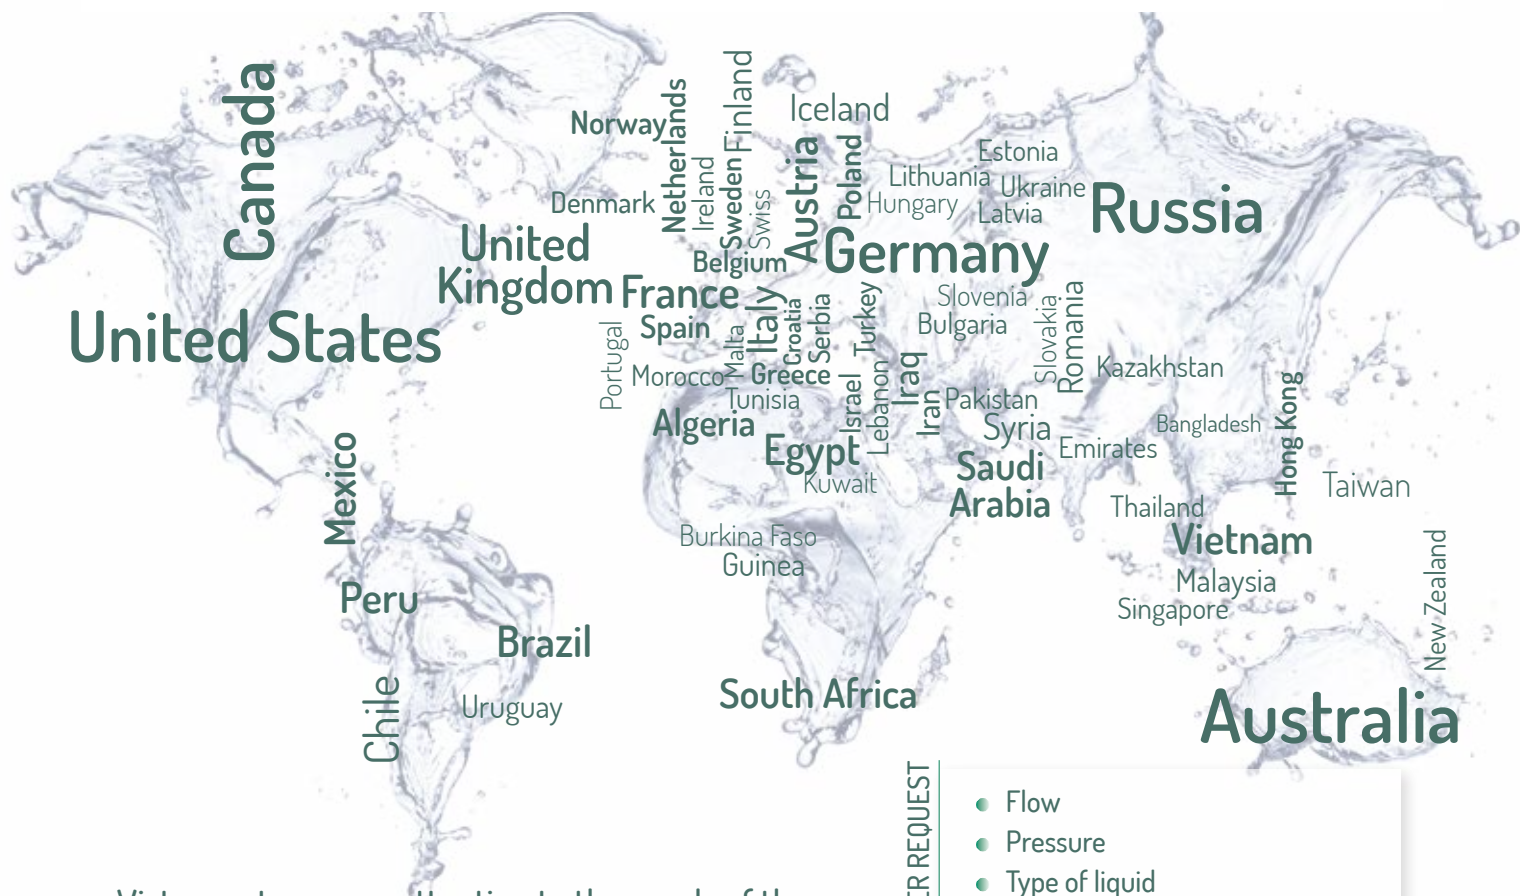 Canada
United States
Mexico
Peru
Brazil
Chile
Uruguay
Norway
Denmark
Netherlands
Ireland
Finland
Sweden
Swiss
Iceland
Austria
Poland
Estonia
Lithuania
Ukraine
Hungary
Latvia
Russia
United
Kingdom
Belgium
Germany
France
Spain
Portugal
Italy
Malta
Croatia
Serbia
Turkey
Slovenia
Bulgaria
Slovakia
Romania
Morocco
Greece
Tunisia
Algeria
Egypt
Kuwait
Israel
Lebanon
Iraq
Iran
Pakistan
Syria
Kazakhstan
Saudi
Arabia
Emirates
Bangladesh
Hong Kong
Taiwan
Thailand
Vietnam
Malaysia
Singapore
New Zealand
Burkina Faso
Guinea
South Africa
Australia
REQUEST
Flow
Pressure
Type of liquid